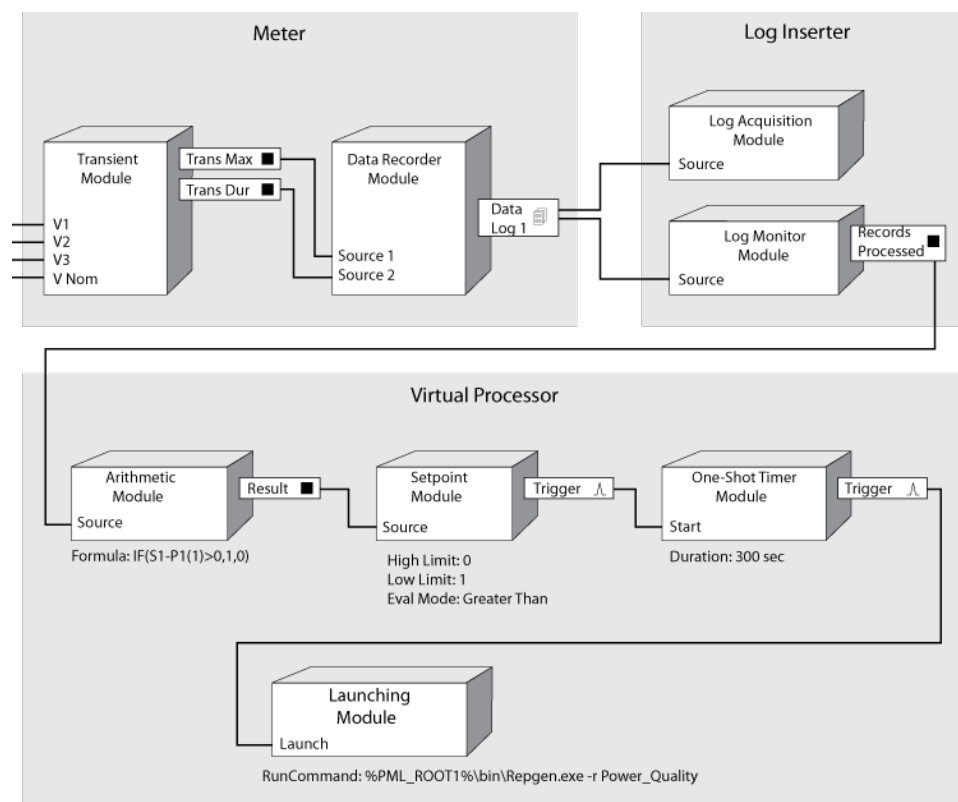 Meter
Log Inserter
Transient
Module
V1
V2
V3
V Nom
Trans Max
Trans Dur
Data Recorder
Module
Source 1
Source 2
Data
Log 1
Log Acquisition
Module
Source
Log Monitor
Module
Source
Records
Processed
Virtual Processor
Arithmetic
Module
Source
Result
Formula: IF(S1-P1(1)>0,1,0)
Setpoint
Module
Source
Trigger
High Limit: 0
Low Limit: 1
Eval Mode: Greater Than
One-Shot Timer
Module
Start
Trigger
Duration: 300 sec
Launching
Module
Launch
RunCommand: %PML_ROOT1%\bin\Repgen.exe -r Power_Quality